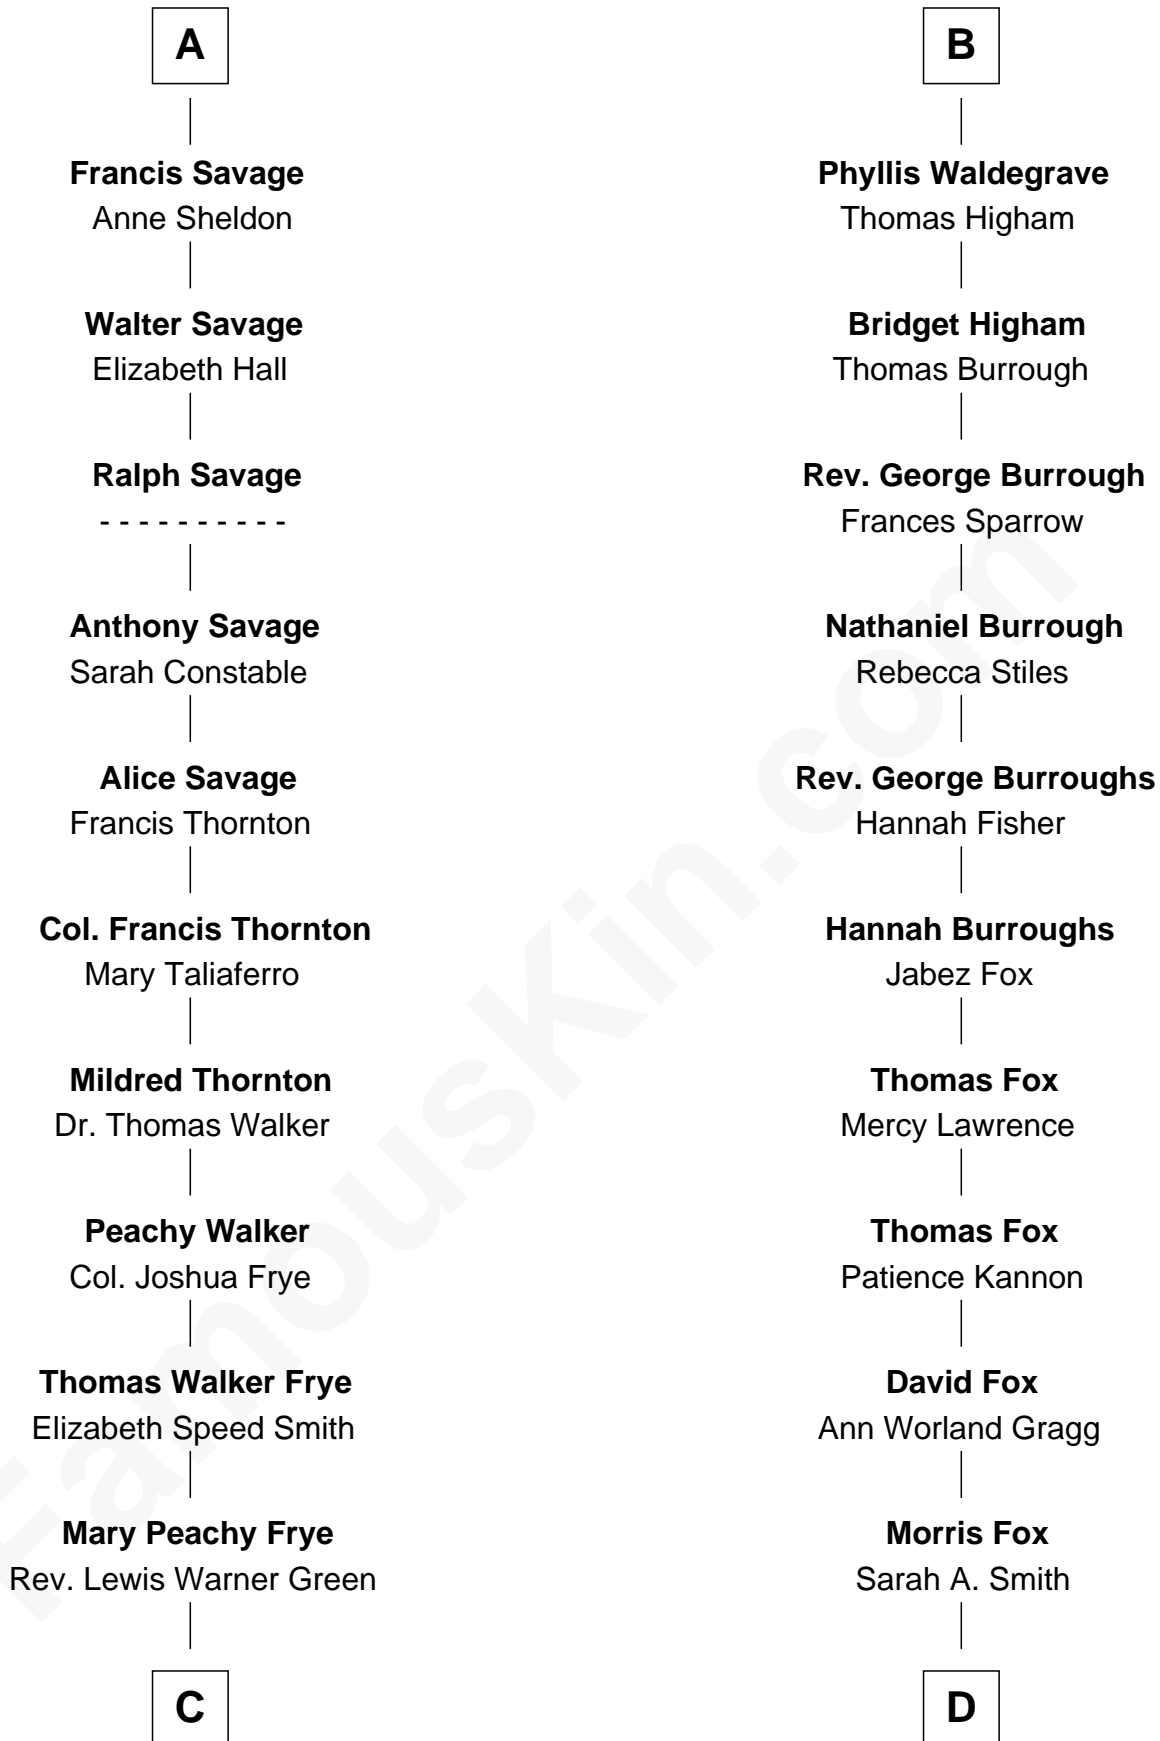 A
Francis Savage
Anne Sheldon
Walter Savage
Elizabeth Hall
Ralph Savage
- - - - - - - - - -
Anthony Savage
Sarah Constable
Alice Savage
Francis Thornton
Col. Francis Thornton
Mary Taliaferro
Mildred Thornton
Dr. Thomas Walker
Peachy Walker
Col. Joshua Frye
Thomas Walker Frye
Elizabeth Speed Smith
Mary Peachy Frye
Rev. Lewis Warner Green
C
B
Phyllis Waldegrave
Thomas Higham
Bridget Higham
Thomas Burrough
Rev. George Burrough
Frances Sparrow
Nathaniel Burrough
Rebecca Stiles
Rev. George Burroughs
Hannah Fisher
Hannah Burroughs
Jabez Fox
Thomas Fox
Mercy Lawrence
Thomas Fox
Patience Kannon
David Fox
Ann Worland Gragg
Morris Fox
Sarah A. Smith
D
FamousKin.com